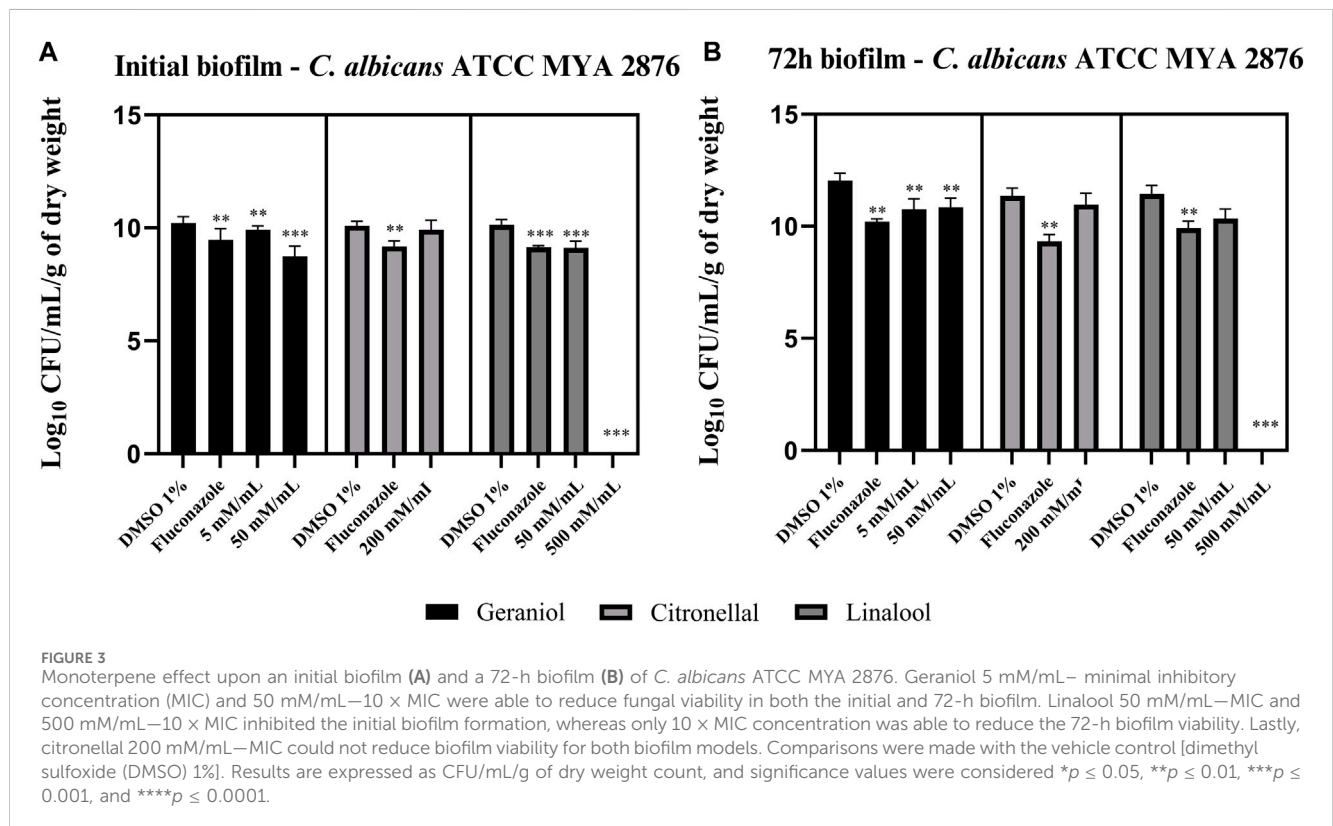 A
Initial biofilm - C. albicans ATCC MYA 2876
Log10 CFU/mL/g of dry weight
15
10
5
0
** ** *** ** *** *** ***
DMSO 1%
Fluconazole
5 mM/mL
50 mM/mL
DMSO 1%
Fluconazole
200 mM/ml
DMSO 1%
Fluconazole
50 mM/mL
500 mM/mL
B
72h biofilm - C. albicans ATCC MYA 2876
Log10 CFU/mL/g of dry weight
15
10
5
0
** ** ** ** ** ***
DMSO 1%
Fluconazole
5 mM/mL
50 mM/mL
DMSO 1%
Fluconazole
200 mM/m
DMSO 1%
Fluconazole
50 mM/mL
500 mM/mL
Geraniol Citronellal Linalool
FIGURE 3
Monoterpene effect upon an initial biofilm (A) and a 72-h biofilm (B) of C. albicans ATCC MYA 2876. Geraniol 5 mM/mL– minimal inhibitory
concentration (MIC) and 50 mM/mL—10 × MIC were able to reduce fungal viability in both the initial and 72-h biofilm. Linalool 50 mM/mL—MIC and
500 mM/mL—10 × MIC inhibited the initial biofilm formation, whereas only 10 × MIC concentration was able to reduce the 72-h biofilm viability. Lastly,
citronellal 200 mM/mL—MIC could not reduce biofilm viability for both biofilm models. Comparisons were made with the vehicle control [dimethyl
sulfoxide (DMSO) 1%]. Results are expressed as CFU/mL/g of dry weight count, and significance values were considered *p ≤ 0.05, **p ≤ 0.01, ***p ≤
0.001, and ****p ≤ 0.0001.